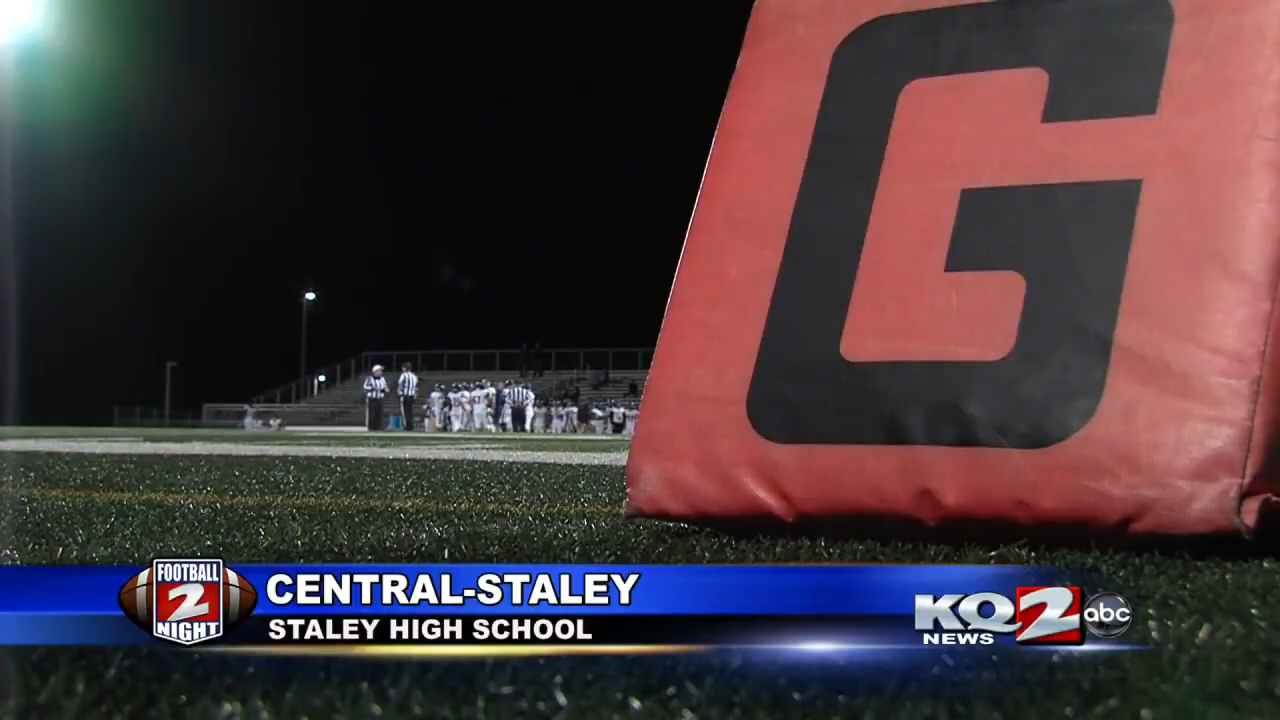 G
FOOTBALL
2
NIGHT
CENTRAL-STALEY
STALEY HIGH SCHOOL
KQ2 abc
NEWS